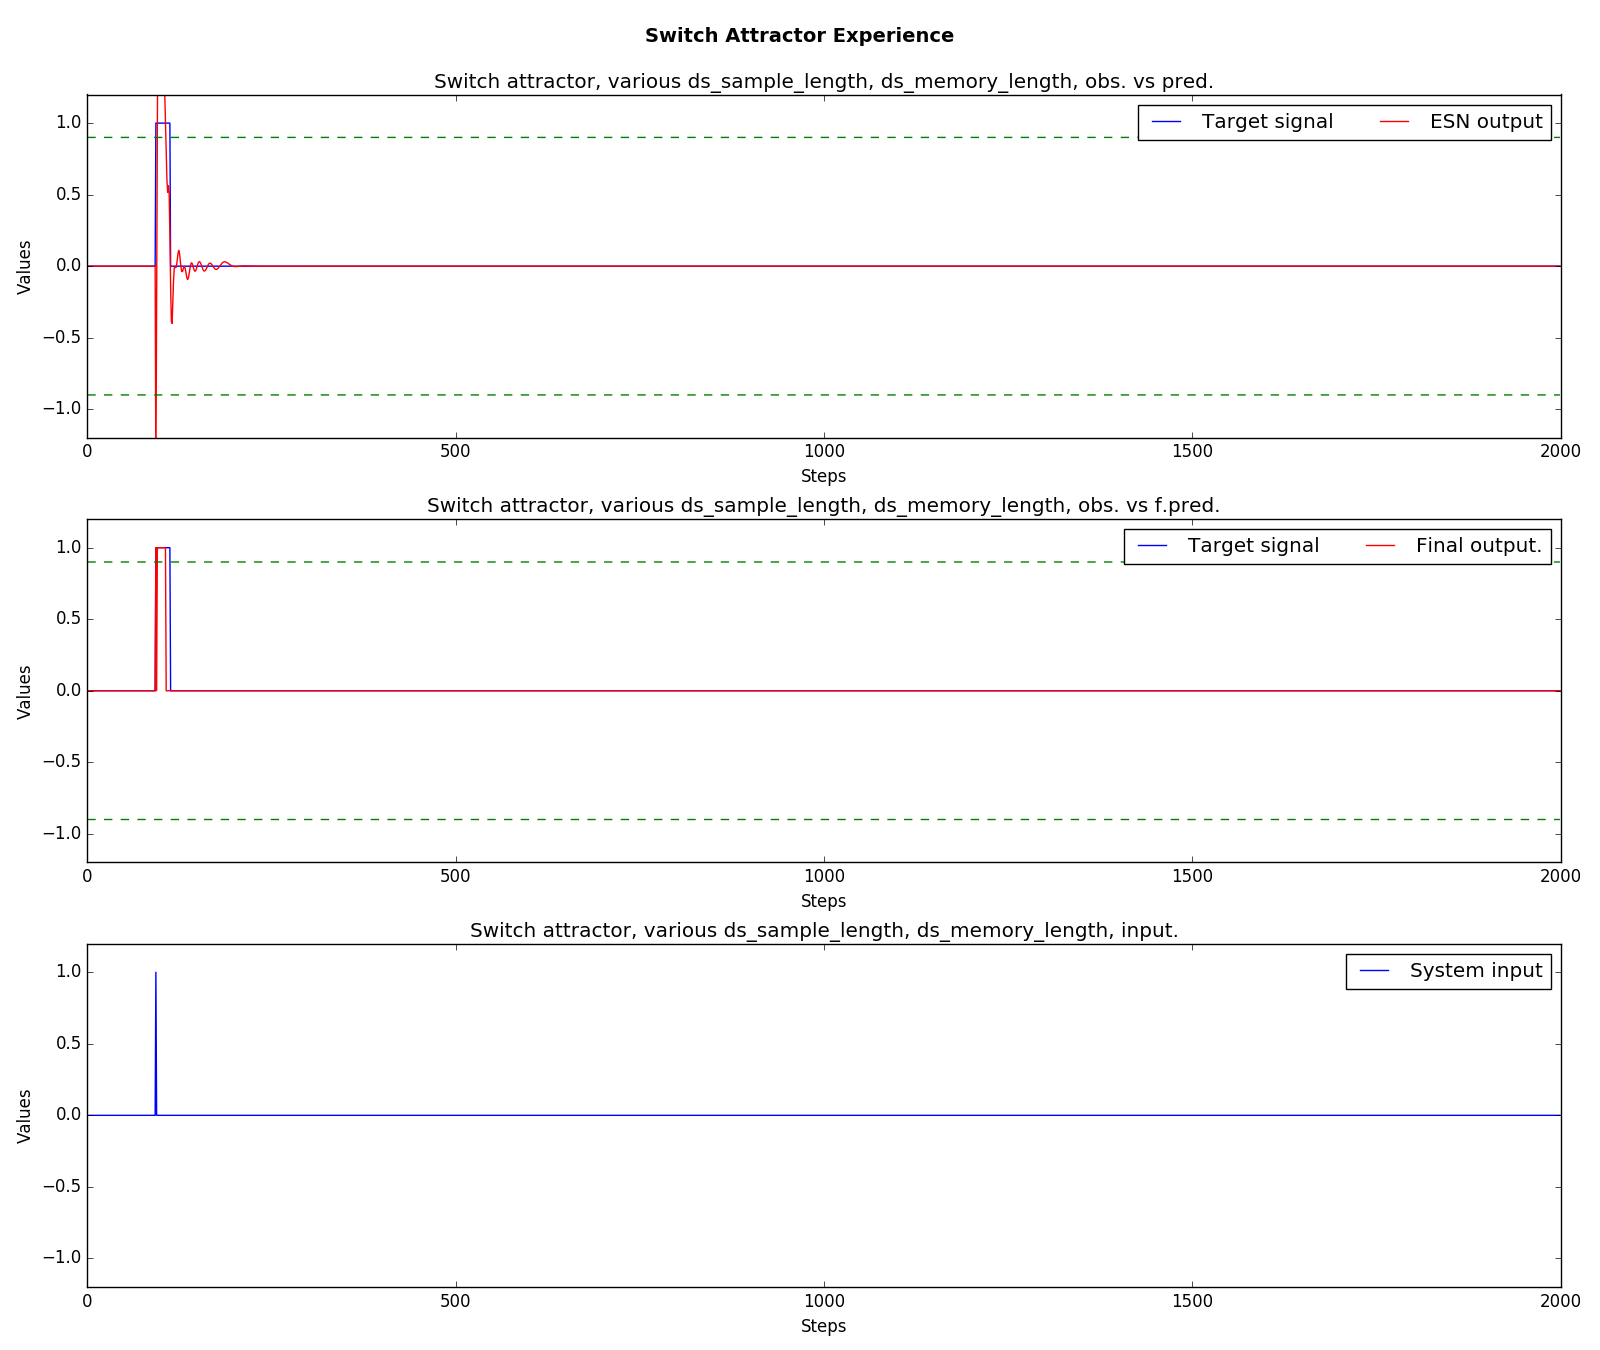 Switch Attractor Experience
Switch attractor, various ds_sample_length, ds_memory_length, obs. vs pred.
Target signal ESN output
1.0
0.5
0.0
−0.5
−1.0
Values
0 500 1000 1500 2000
Steps
Switch attractor, various ds_sample_length, ds_memory_length, obs. vs f.pred.
Target signal Final output.
1.0
0.5
0.0
−0.5
−1.0
Values
0 500 1000 1500 2000
Steps
Switch attractor, various ds_sample_length, ds_memory_length, input.
System input
1.0
0.5
0.0
−0.5
−1.0
Values
0 500 1000 1500 2000
Steps